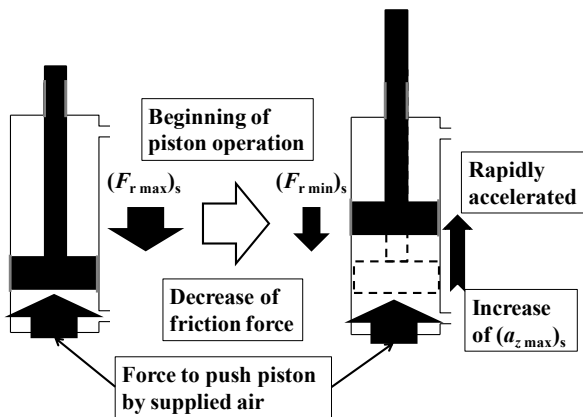 Beginning of
piston operation
(F_r max)_s
(F_r min)_s
Rapidly
accelerated
Decrease of
friction force
Increase
of (a_z max)_s
Force to push piston
by supplied air